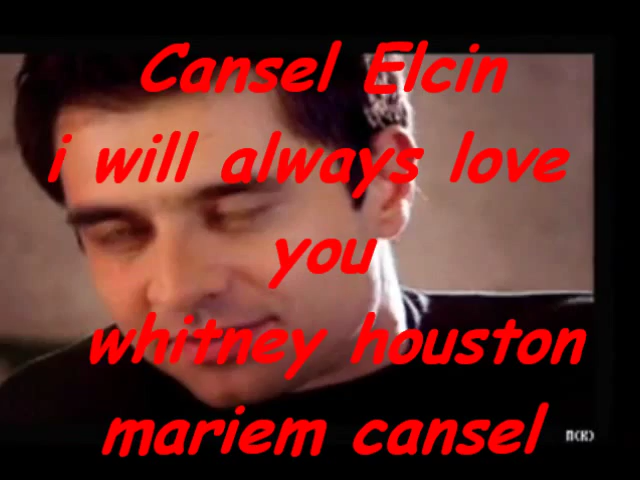 Cansel Elcin
i will always love
you
whitney houston
mariem cansel